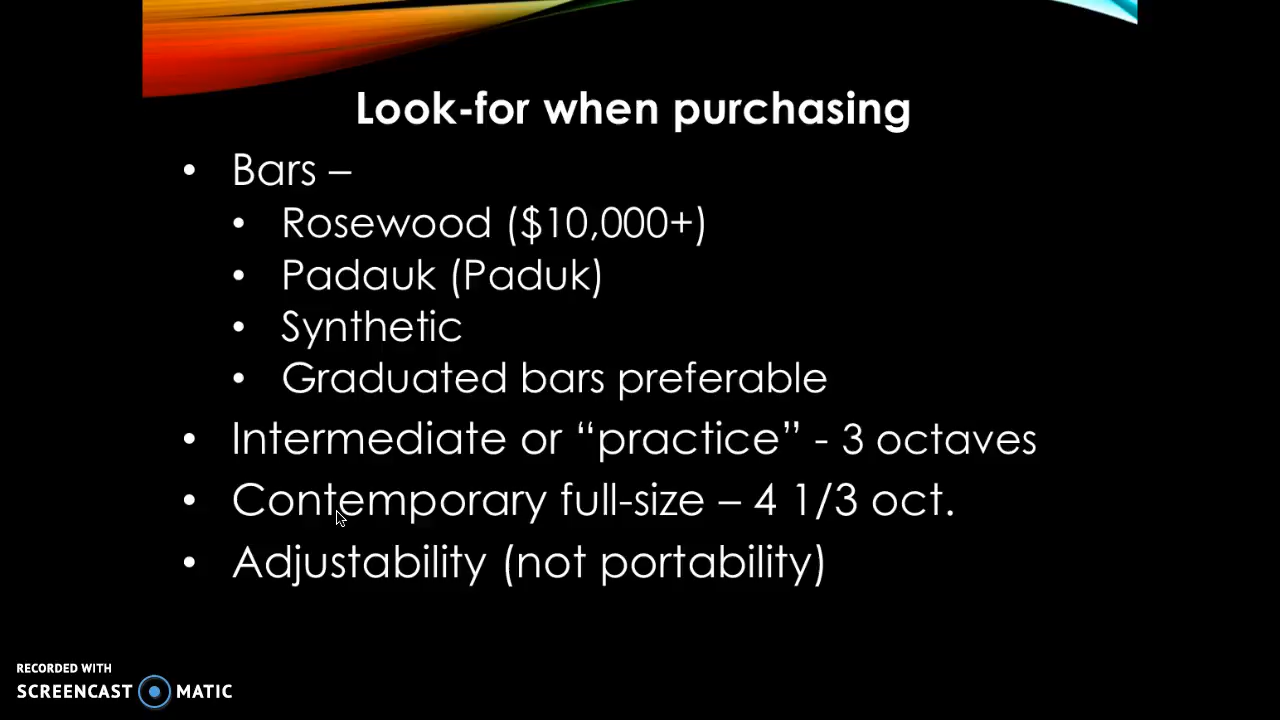 Look-for when purchasing
• Bars –
• Rosewood ($10,000+)
• Padauk (Paduk)
• Synthetic
• Graduated bars preferable
• Intermediate or “practice” - 3 octaves
• Contemporary full-size – 4 1/3 oct.
• Adjustability (not portability)
RECORDED WITH
SCREENCAST MATIC